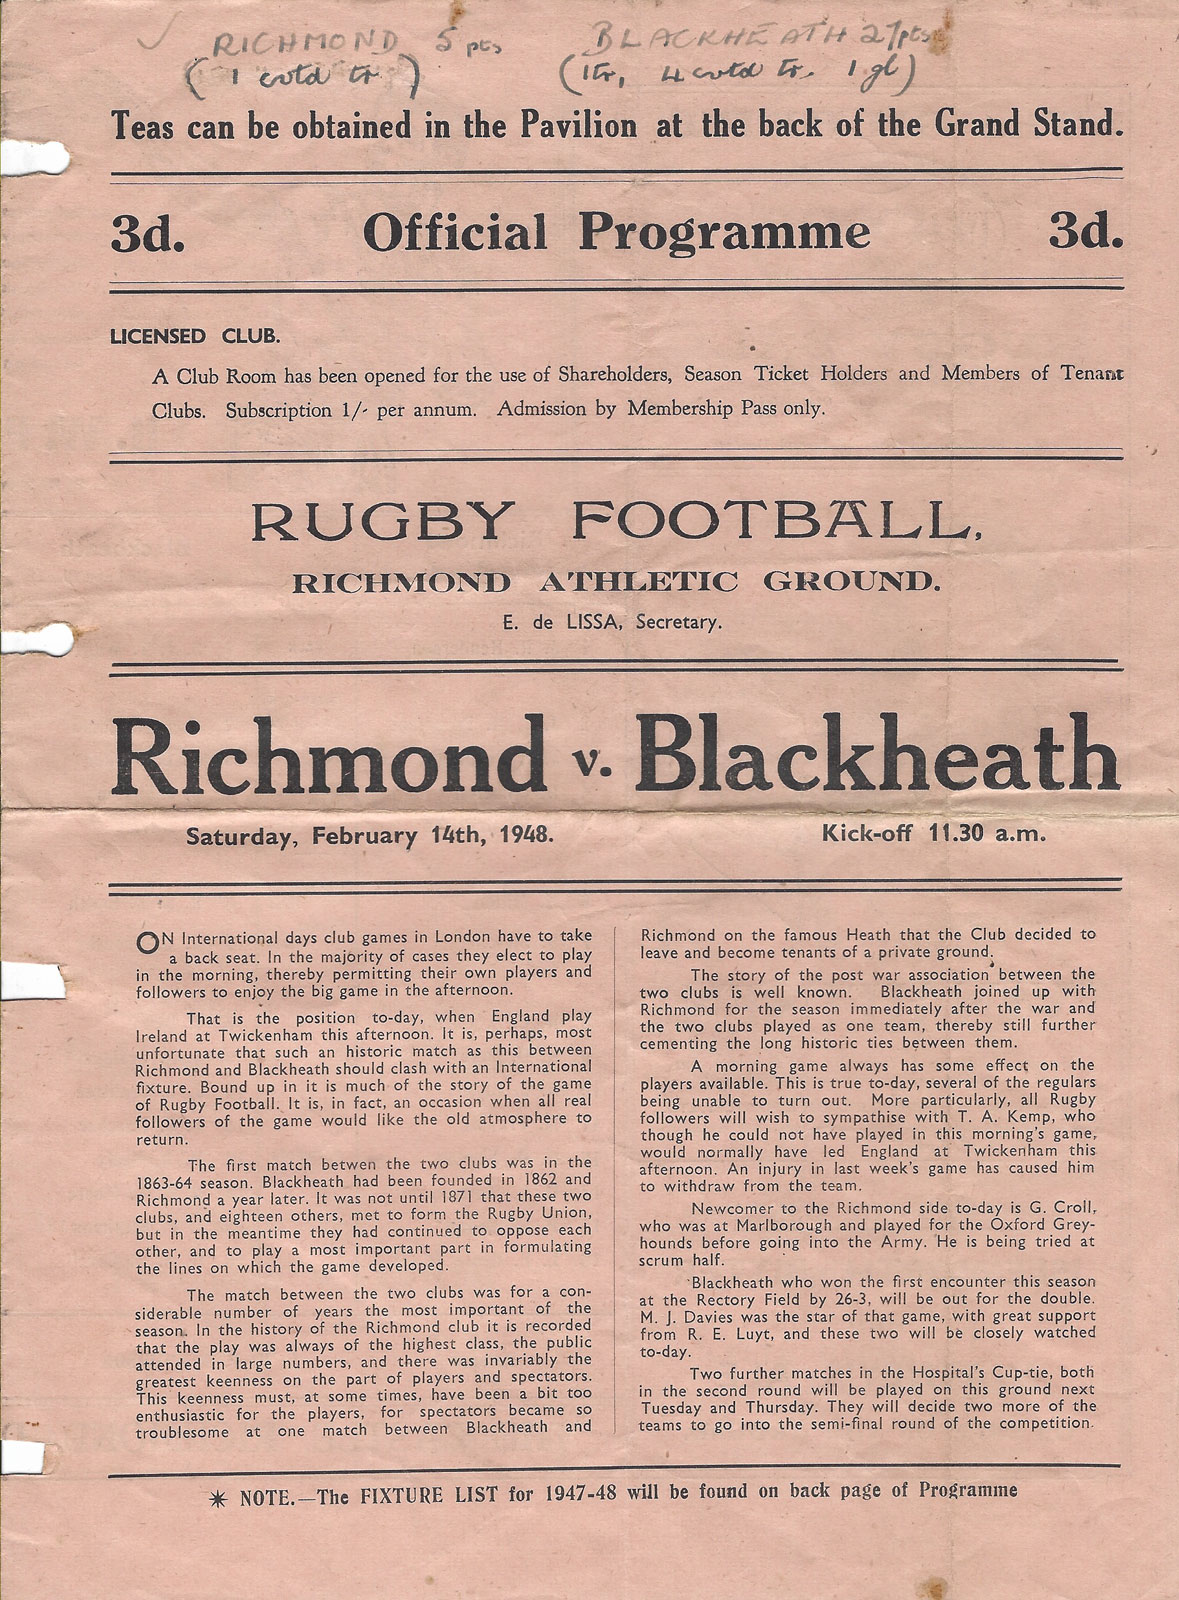 ✓ RICHMOND 5 pts BLACKHEATH 27pts
( 1 cvtd tr. ) (1tr, 4 cvtd tr. 1 gl)
Teas can be obtained in the Pavilion at the back of the Grand Stand.
3d. Official Programme 3d.
LICENSED CLUB.
A Club Room has been opened for the use of Shareholders, Season Ticket Holders and Members of Tenant
Clubs. Subscription 1/- per annum. Admission by Membership Pass only.
RUGBY FOOTBALL,
RICHMOND ATHLETIC GROUND.
E. de LISSA, Secretary.
Richmond v. Blackheath
Saturday, February 14th, 1948. Kick-off 11.30 a.m.
ON International days club games in London have to take
a back seat. In the majority of cases they elect to play
in the morning, thereby permitting their own players and
followers to enjoy the big game in the afternoon.
That is the position to-day, when England play
Ireland at Twickenham this afternoon. It is, perhaps, most
unfortunate that such an historic match as this between
Richmond and Blackheath should clash with an International
fixture. Bound up in it is much of the story of the game
of Rugby Football. It is, in fact, an occasion when all real
followers of the game would like the old atmosphere to
return.
The first match betwen the two clubs was in the
1863-64 season. Blackheath had been founded in 1862 and
Richmond a year later. It was not until 1871 that these two
clubs, and eighteen others, met to form the Rugby Union,
but in the meantime they had continued to oppose each
other, and to play a most important part in formulating
the lines on which the game developed.
The match between the two clubs was for a con-
siderable number of years the most important of the
season. In the history of the Richmond club it is recorded
that the play was always of the highest class, the public
attended in large numbers, and there was invariably the
greatest keenness on the part of players and spectators.
This keenness must, at some times, have been a bit too
enthusiastic for the players, for spectators became so
troublesome at one match between Blackheath and
Richmond on the famous Heath that the Club decided to
leave and become tenants of a private ground.
The story of the post war association between the
two clubs is well known. Blackheath joined up with
Richmond for the season immediately after the war and
the two clubs played as one team, thereby still further
cementing the long historic ties between them.
A morning game always has some effect on the
players available. This is true to-day, several of the regulars
being unable to turn out. More particularly, all Rugby
followers will wish to sympathise with T. A. Kemp, who
though he could not have played in this morning's game,
would normally have led England at Twickenham this
afternoon. An injury in last week's game has caused him
to withdraw from the team.
Newcomer to the Richmond side to-day is G. Croll,
who was at Marlborough and played for the Oxford Grey-
hounds before going into the Army. He is being tried at
scrum half.
Blackheath who won the first encounter this season
at the Rectory Field by 26-3, will be out for the double.
M. J. Davies was the star of that game, with great support
from R. E. Luyt, and these two will be closely watched
to-day.
Two further matches in the Hospital's Cup-tie, both
in the second round will be played on this ground next
Tuesday and Thursday. They will decide two more of the
teams to go into the semi-final round of the competition.
✴ NOTE.—The FIXTURE LIST for 1947-48 will be found on back page of Programme